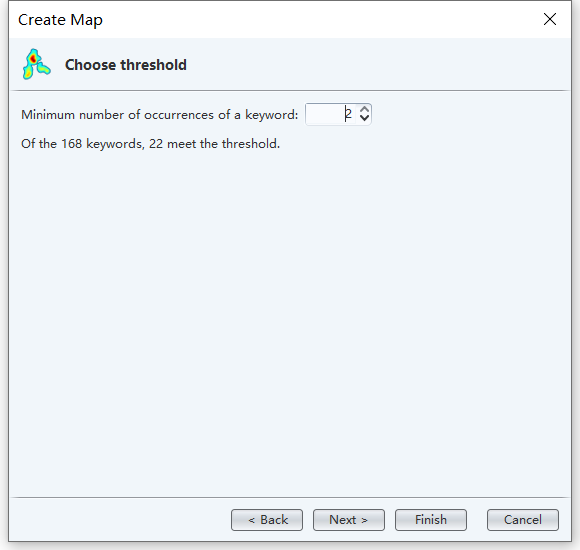 Create Map
Choose threshold
Minimum number of occurrences of a keyword: 2
Of the 168 keywords, 22 meet the threshold.
< Back Next > Finish Cancel